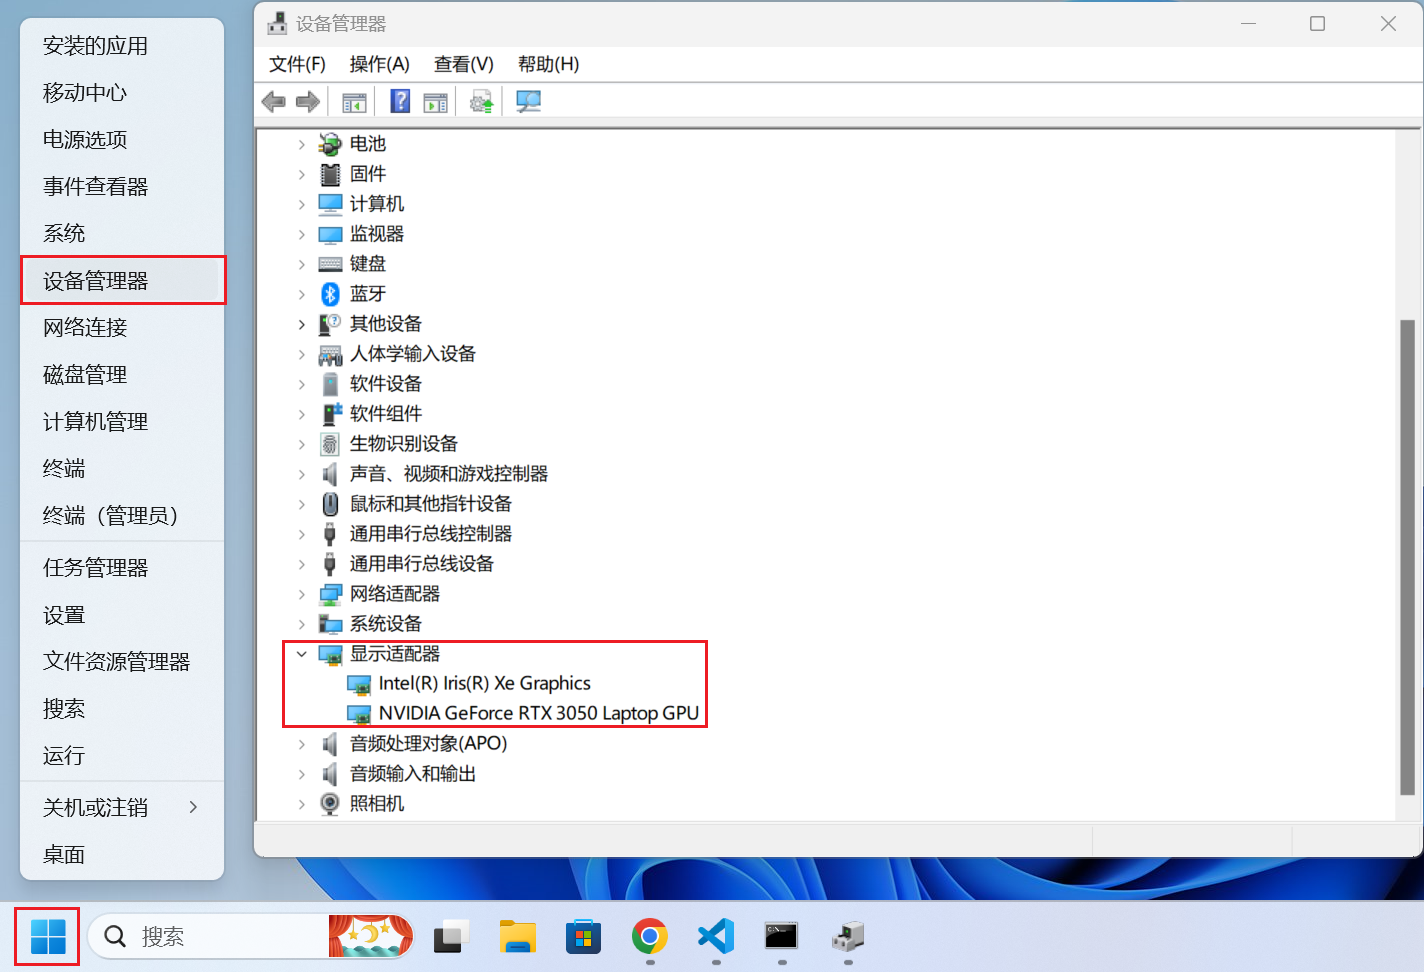 安装的应用
移动中心
电源选项
事件查看器
系统
设备管理器
网络连接
磁盘管理
计算机管理
终端
终端（管理员）
任务管理器
设置
文件资源管理器
搜索
运行
关机或注销
桌面
设备管理器
文件(F) 操作(A) 查看(V) 帮助(H)
电池
固件
计算机
监视器
键盘
蓝牙
其他设备
人体学输入设备
软件设备
软件组件
生物识别设备
声音、视频和游戏控制器
鼠标和其他指针设备
通用串行总线控制器
通用串行总线设备
网络适配器
系统设备
显示适配器
Intel(R) Iris(R) Xe Graphics
NVIDIA GeForce RTX 3050 Laptop GPU
音频处理对象(APO)
音频输入和输出
照相机
搜索